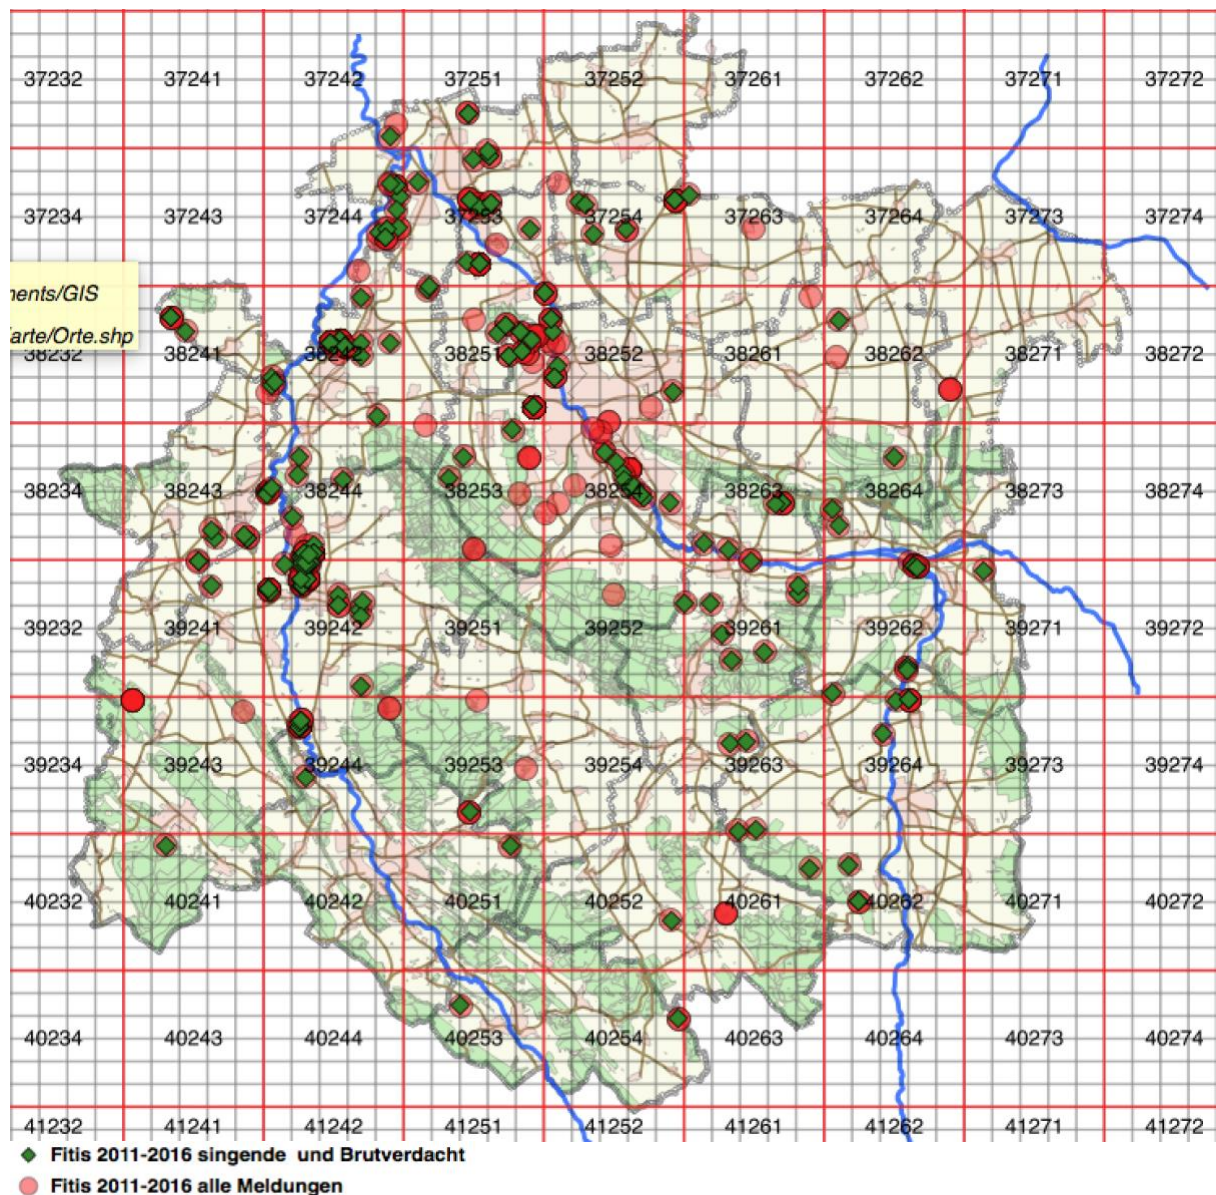 37232 37241 37242 37251 37252 37261 37262 37271 37272
37234 37243 37244 37253 37254 37263 37264 37273 37274
nents/GIS
arte/Orte.shp
38232 38241 38242 38251 38252 38261 38262 38271 38272
38234 38243 38244 38253 38254 38263 38264 38273 38274
39232 39241 39242 39251 39252 39261 39262 39271 39272
39234 39243 39244 39253 39254 39263 39264 39273 39274
40232 40241 40242 40251 40252 40261 40262 40271 40272
40234 40243 40244 40253 40254 40263 40264 40273 40274
41232 41241 41242 41251 41252 41261 41262 41271 41272
Fitis 2011-2016 singende und Brutverdacht
Fitis 2011-2016 alle Meldungen